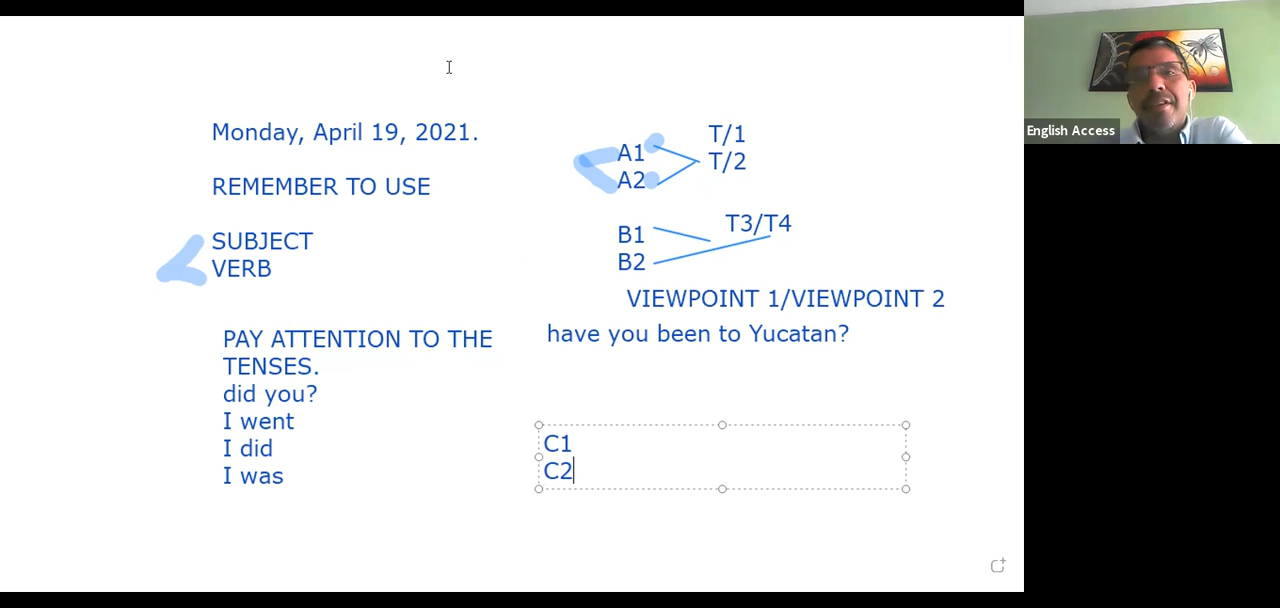 Monday, April 19, 2021.
REMEMBER TO USE
SUBJECT
VERB
PAY ATTENTION TO THE
TENSES.
did you?
I went
I did
I was
A1
A2
T/1
T/2
B1
B2
T3/T4
VIEWPOINT 1/VIEWPOINT 2
have you been to Yucatan?
C1
C2
English Access